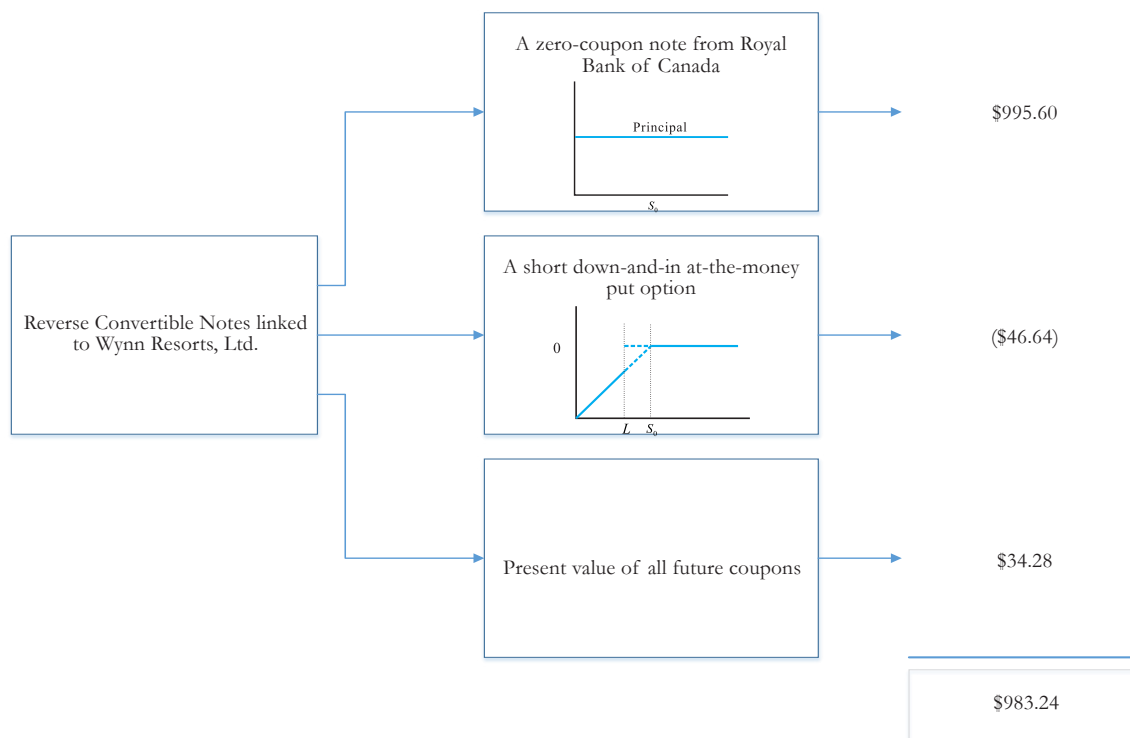 A zero-coupon note from Royal
Bank of Canada
Principal
S₀
$995.60
Reverse Convertible Notes linked
to Wynn Resorts, Ltd.
A short down-and-in at-the-money
put option
0
L S₀
($46.64)
Present value of all future coupons
$34.28
$983.24